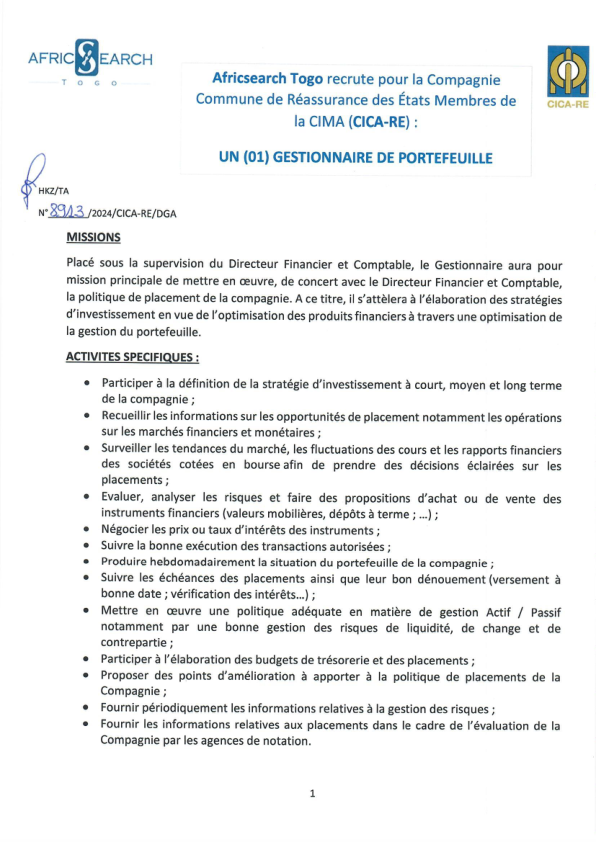 AFRIC SEARCH
TOGO
Africsearch Togo recrute pour la Compagnie
Commune de Réassurance des États Membres de
la CIMA (CICA-RE) :
UN (01) GESTIONNAIRE DE PORTEFEUILLE
CICA-RE
HKZ/TA
N° 8913 /2024/CICA-RE/DGA
MISSIONS
Placé sous la supervision du Directeur Financier et Comptable, le Gestionnaire aura pour
mission principale de mettre en œuvre, de concert avec le Directeur Financier et Comptable,
la politique de placement de la compagnie. A ce titre, il s'attèlera à l'élaboration des stratégies
d'investissement en vue de l'optimisation des produits financiers à travers une optimisation de
la gestion du portefeuille.
ACTIVITES SPECIFIQUES :
• Participer à la définition de la stratégie d'investissement à court, moyen et long terme
de la compagnie ;
• Recueillir les informations sur les opportunités de placement notamment les opérations
sur les marchés financiers et monétaires ;
• Surveiller les tendances du marché, les fluctuations des cours et les rapports financiers
des sociétés cotées en bourse afin de prendre des décisions éclairées sur les
placements ;
• Evaluer, analyser les risques et faire des propositions d'achat ou de vente des
instruments financiers (valeurs mobilières, dépôts à terme ; …) ;
• Négocier les prix ou taux d'intérêts des instruments ;
• Suivre la bonne exécution des transactions autorisées ;
• Produire hebdomadairement la situation du portefeuille de la compagnie ;
• Suivre les échéances des placements ainsi que leur bon dénouement (versement à
bonne date ; vérification des intérêts…) ;
• Mettre en œuvre une politique adéquate en matière de gestion Actif / Passif
notamment par une bonne gestion des risques de liquidité, de change et de
contrepartie ;
• Participer à l'élaboration des budgets de trésorerie et des placements ;
• Proposer des points d'amélioration à apporter à la politique de placements de la
Compagnie ;
• Fournir périodiquement les informations relatives à la gestion des risques ;
• Fournir les informations relatives aux placements dans le cadre de l'évaluation de la
Compagnie par les agences de notation.
1